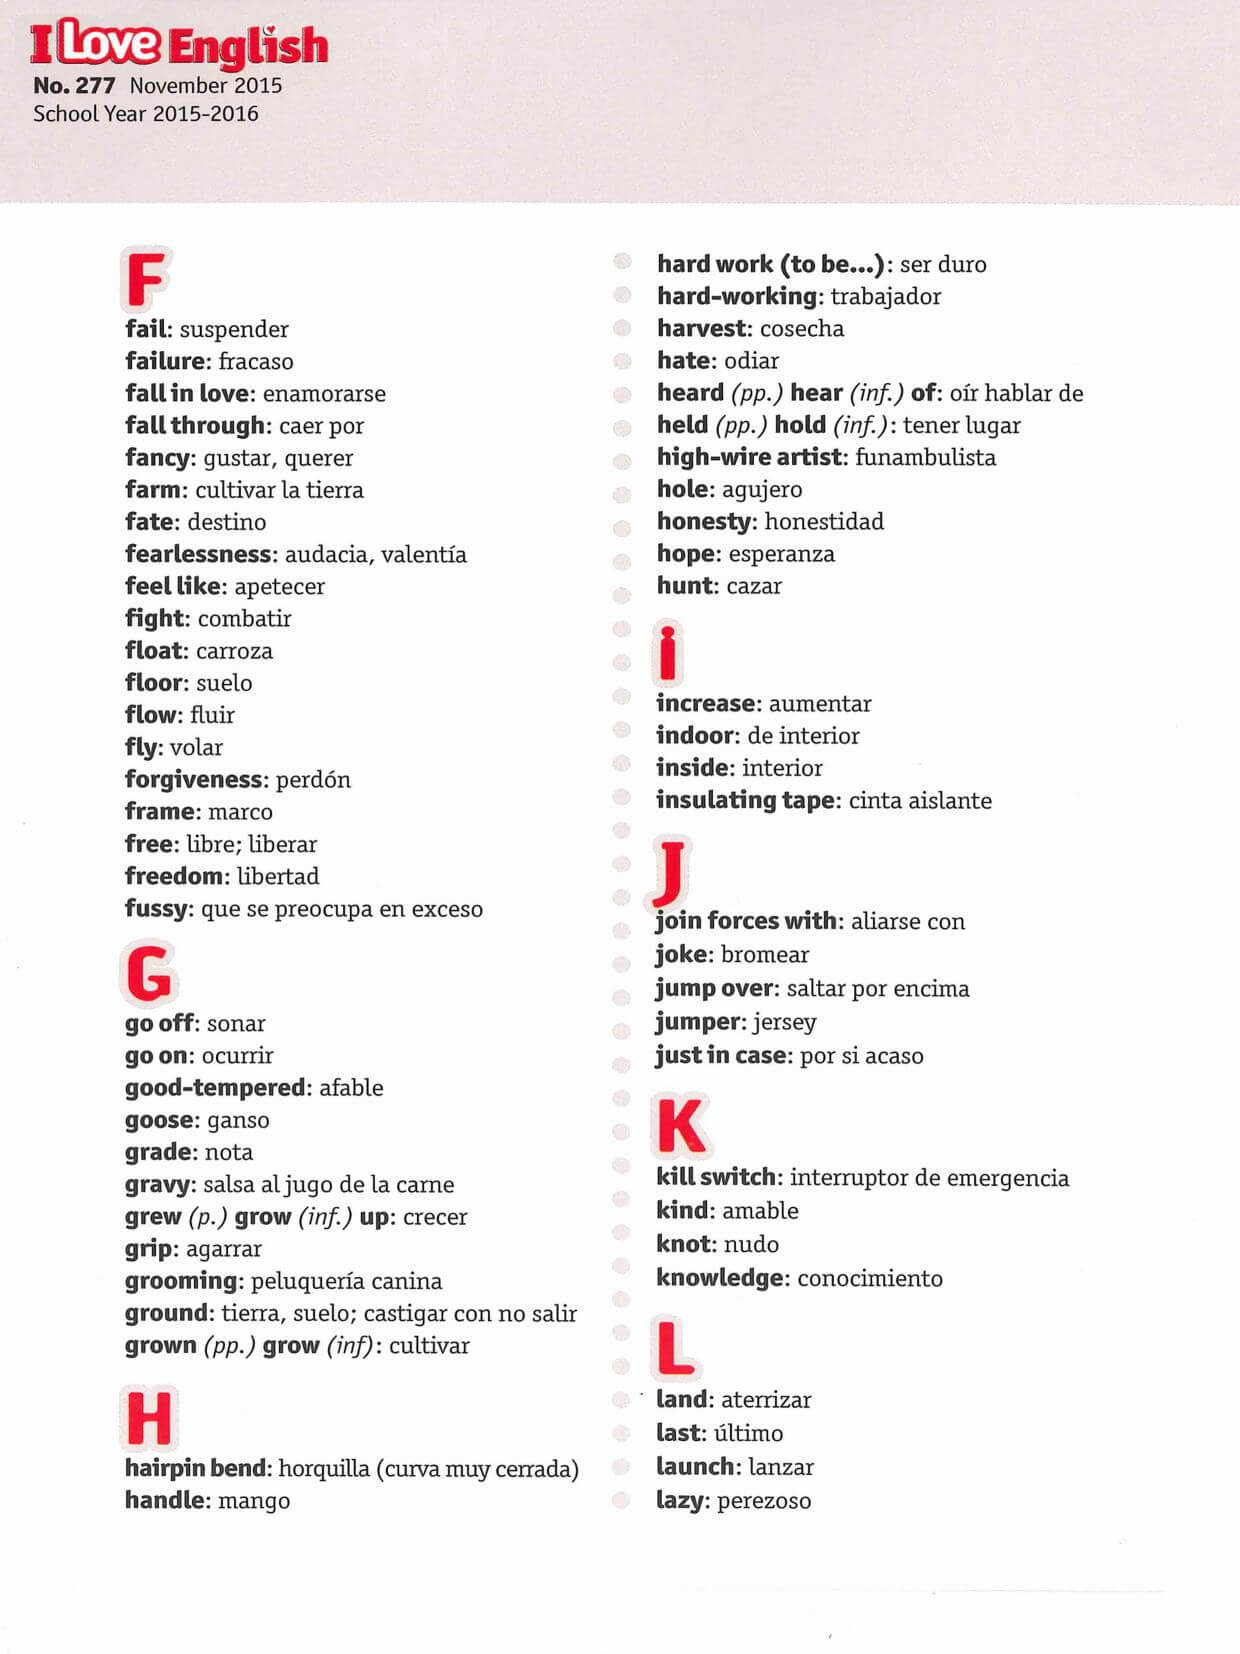 I Love English
No. 277 November 2015
School Year 2015-2016
F
fail: suspender
failure: fracaso
fall in love: enamorarse
fall through: caer por
fancy: gustar, querer
farm: cultivar la tierra
fate: destino
fearlessness: audacia, valentía
feel like: apetecer
fight: combatir
float: carroza
floor: suelo
flow: fluir
fly: volar
forgiveness: perdón
frame: marco
free: libre; liberar
freedom: libertad
fussy: que se preocupa en exceso
G
go off: sonar
go on: ocurrir
good-tempered: afable
goose: ganso
grade: nota
gravy: salsa al jugo de la carne
grew (p.) grow (inf.) up: crecer
grip: agarrar
grooming: peluquería canina
ground: tierra, suelo; castigar con no salir
grown (pp.) grow (inf): cultivar
H
hairpin bend: horquilla (curva muy cerrada)
handle: mango
hard work (to be...): ser duro
hard-working: trabajador
harvest: cosecha
hate: odiar
heard (pp.) hear (inf.) of: oír hablar de
held (pp.) hold (inf.): tener lugar
high-wire artist: funambulista
hole: agujero
honesty: honestidad
hope: esperanza
hunt: cazar
i
increase: aumentar
indoor: de interior
inside: interior
insulating tape: cinta aislante
J
join forces with: aliarse con
joke: bromear
jump over: saltar por encima
jumper: jersey
just in case: por si acaso
K
kill switch: interruptor de emergencia
kind: amable
knot: nudo
knowledge: conocimiento
L
land: aterrizar
last: último
launch: lanzar
lazy: perezoso